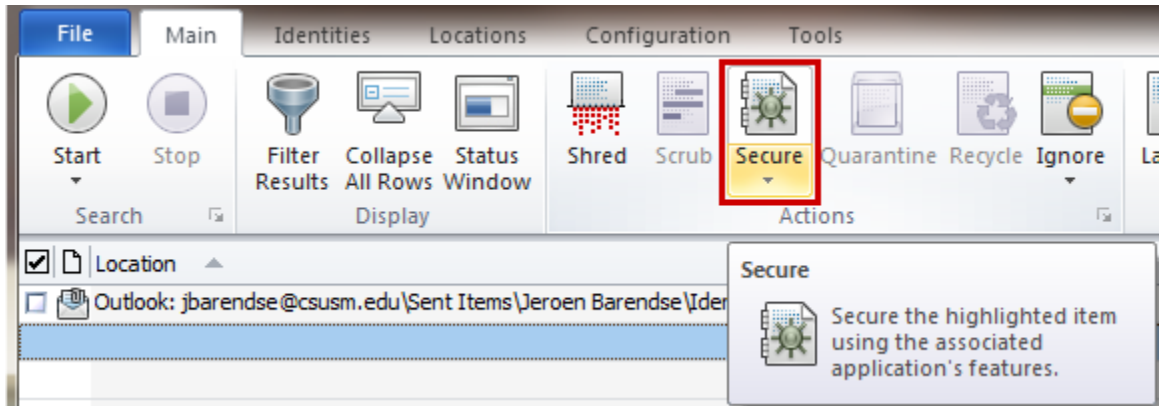 File Main Identities Locations Configuration Tools
Start Stop Filter Results Collapse All Rows Status Window Shred Scrub Secure Quarantine Recycle Ignore
Search Display Actions
Location
Outlook: jbarendse@csusm.edu\Sent Items\Jeroen Barendse\Iden
Secure
Secure the highlighted item
using the associated
application's features.